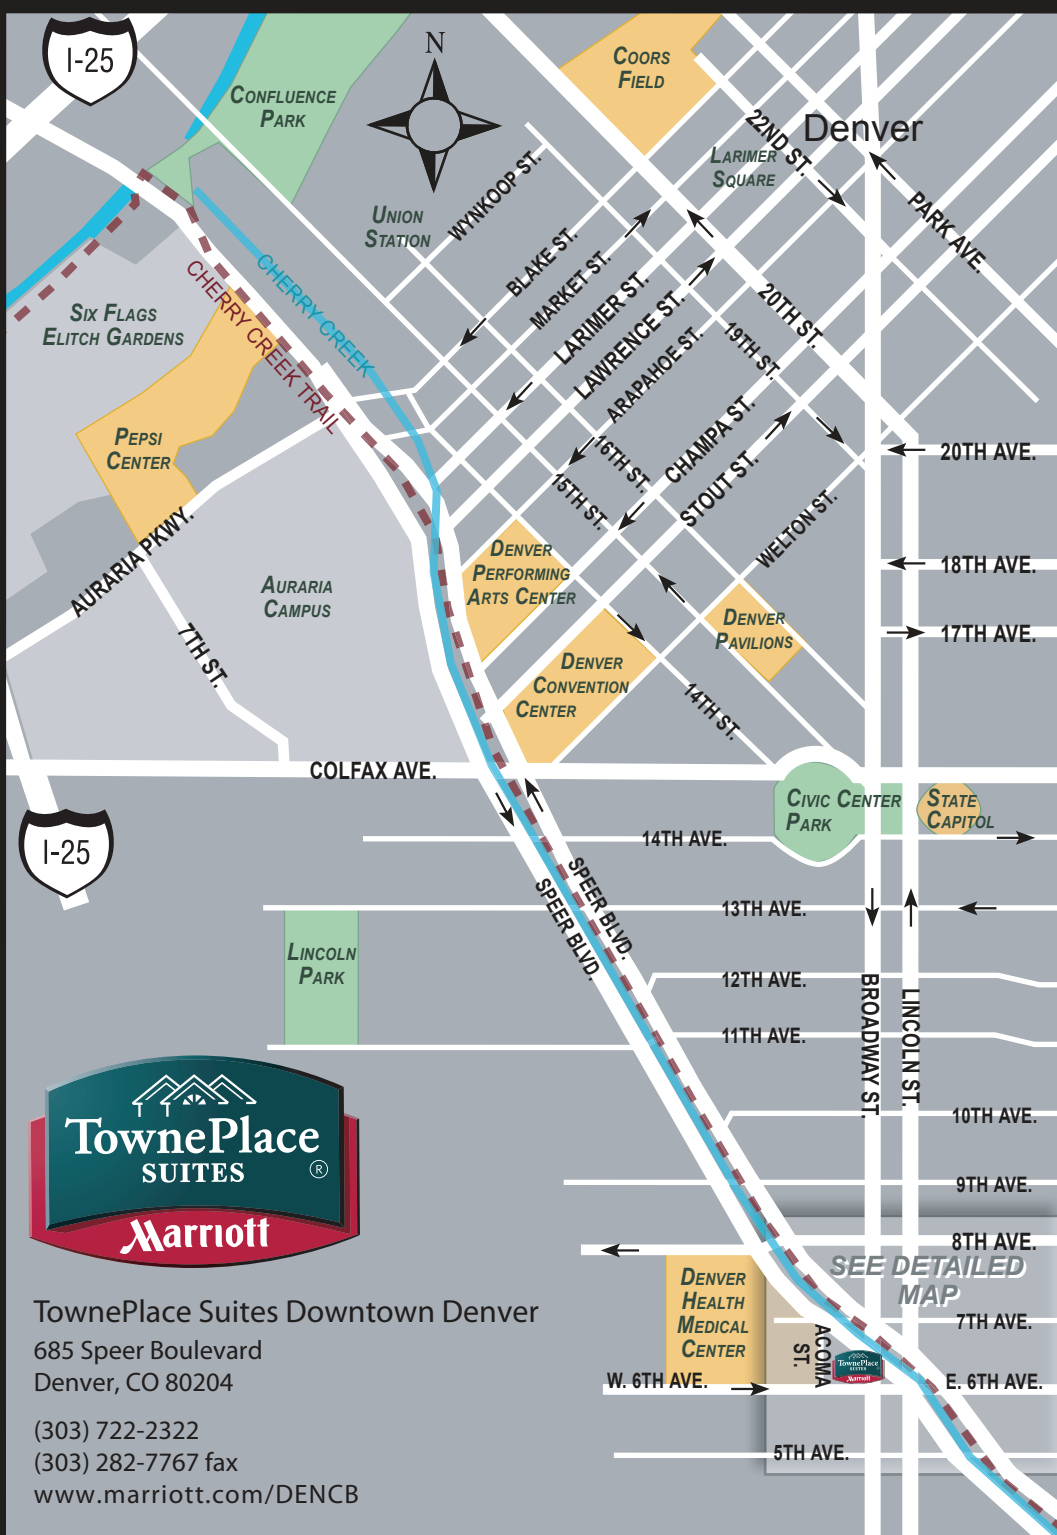 I-25
N
COORS
FIELD
CONFLUENCE
PARK
22ND ST.
Denver
LARIMER
SQUARE
WYNKOOP ST.
UNION
STATION
PARK AVE.
BLAKE ST.
MARKET ST.
CHERRY CREEK
CHERRY CREEK TRAIL
SIX FLAGS
ELITCH GARDENS
LARIMER ST.
LAWRENCE ST.
ARAPAHOE ST.
20TH ST.
19TH ST.
PEPSI
CENTER
16TH ST.
CHAMPA ST.
20TH AVE.
15TH ST.
STOUT ST.
WELTON ST.
AURARIA PKWY.
DENVER
PERFORMING
ARTS CENTER
18TH AVE.
AURARIA
CAMPUS
DENVER
PAVILIONS
17TH AVE.
7TH ST.
DENVER
CONVENTION
CENTER
14TH ST.
COLFAX AVE.
CIVIC CENTER
PARK
STATE
CAPITOL
I-25
14TH AVE.
SPEER BLVD.
SPEER BLVD.
13TH AVE.
LINCOLN
PARK
12TH AVE.
BROADWAY ST.
LINCOLN ST.
11TH AVE.
10TH AVE.
TownePlace
SUITES
®
Marriott
9TH AVE.
8TH AVE.
SEE DETAILED
MAP
DENVER
HEALTH
MEDICAL
CENTER
7TH AVE.
ACOMA
ST.
TownePlace
SUITES
Marriott
W. 6TH AVE.
E. 6TH AVE.
5TH AVE.
TownePlace Suites Downtown Denver
685 Speer Boulevard
Denver, CO 80204
(303) 722-2322
(303) 282-7767 fax
www.marriott.com/DENCB